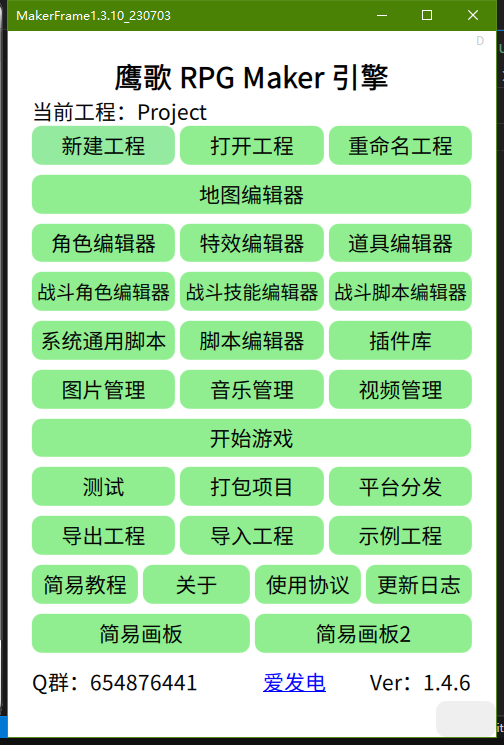 MakerFrame1.3.10_230703
D
鹰歌 RPG Maker 引擎
当前工程：Project
新建工程 打开工程 重命名工程
地图编辑器
角色编辑器 特效编辑器 道具编辑器
战斗角色编辑器 战斗技能编辑器 战斗脚本编辑器
系统通用脚本 脚本编辑器 插件库
图片管理 音乐管理 视频管理
开始游戏
测试 打包项目 平台分发
导出工程 导入工程 示例工程
简易教程 关于 使用协议 更新日志
简易画板 简易画板2
Q群：654876441 爱发电 Ver：1.4.6